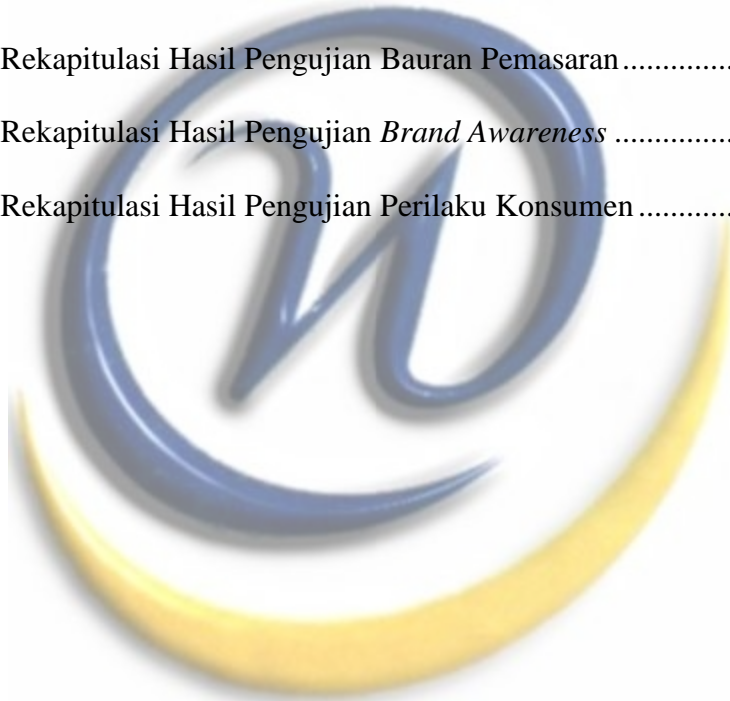 Rekapitulasi Hasil Pengujian Bauran Pemasaran..............
Rekapitulasi Hasil Pengujian Brand Awareness ..............
Rekapitulasi Hasil Pengujian Perilaku Konsumen............